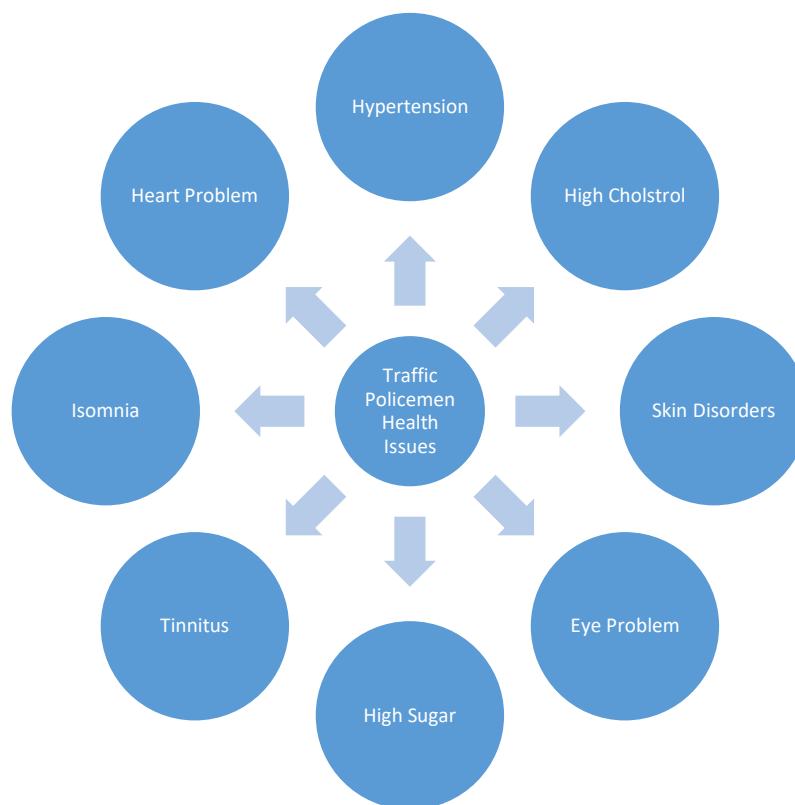 Hypertension
High Cholstrol
Skin Disorders
Eye Problem
High Sugar
Tinnitus
Isomnia
Heart Problem
Traffic
Policemen
Health
Issues